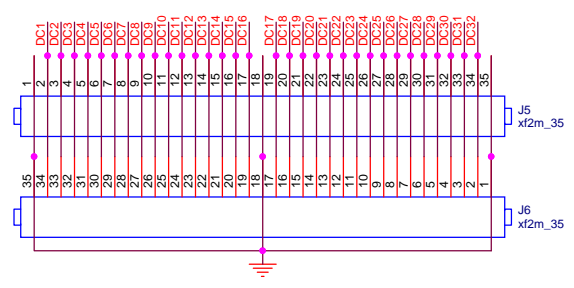 DC1 DC2 DC3 DC4 DC5 DC6 DC7 DC8 DC9 DC10 DC11 DC12 DC13 DC14 DC15 DC16 DC17 DC18 DC19 DC20 DC21 DC22 DC23 DC24 DC25 DC26 DC27 DC28 DC29 DC30 DC31 DC32
1 2 3 4 5 6 7 8 9 10 11 12 13 14 15 16 17 18 19 20 21 22 23 24 25 26 27 28 29 30 31 32 33 34 35
J5
xf2m_35
35 34 33 32 31 30 29 28 27 26 25 24 23 22 21 20 19 18 17 16 15 14 13 12 11 10 9 8 7 6 5 4 3 2 1
J6
xf2m_35